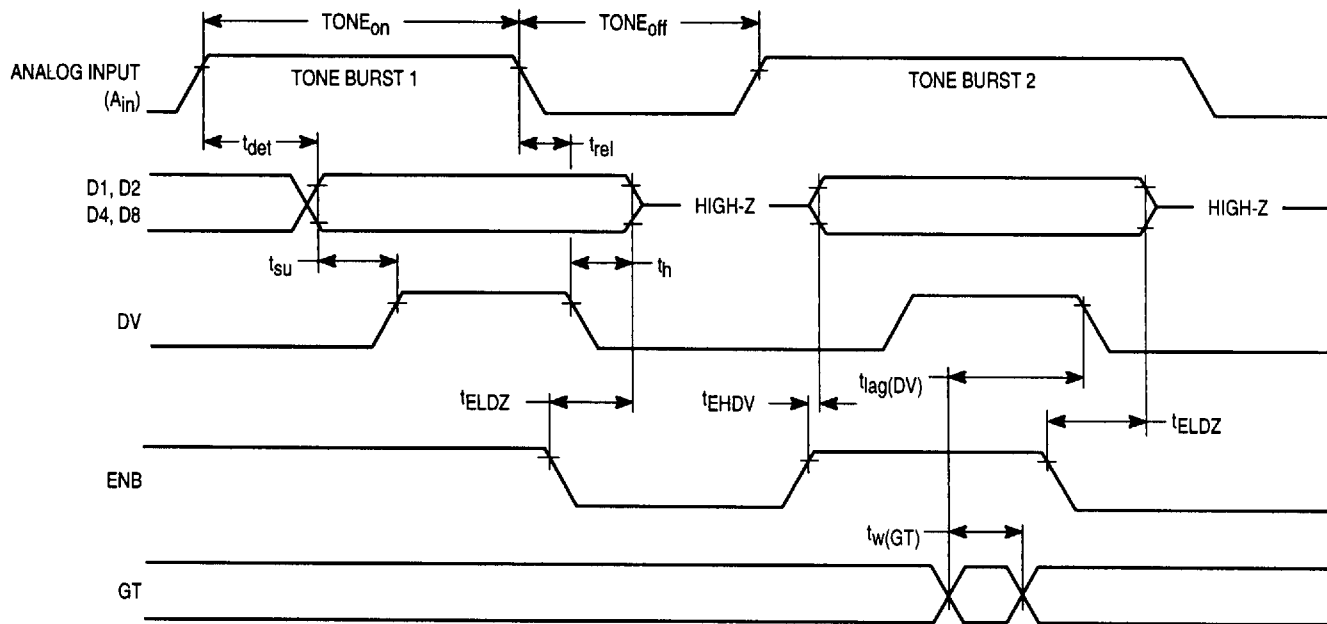 TONEon
TONEoff
ANALOG INPUT
(Ain)
TONE BURST 1
TONE BURST 2
tdet
trel
D1, D2
D4, D8
HIGH-Z
HIGH-Z
tsu
th
DV
tlag(DV)
tELDZ
tEHDV
tELDZ
ENB
tw(GT)
GT